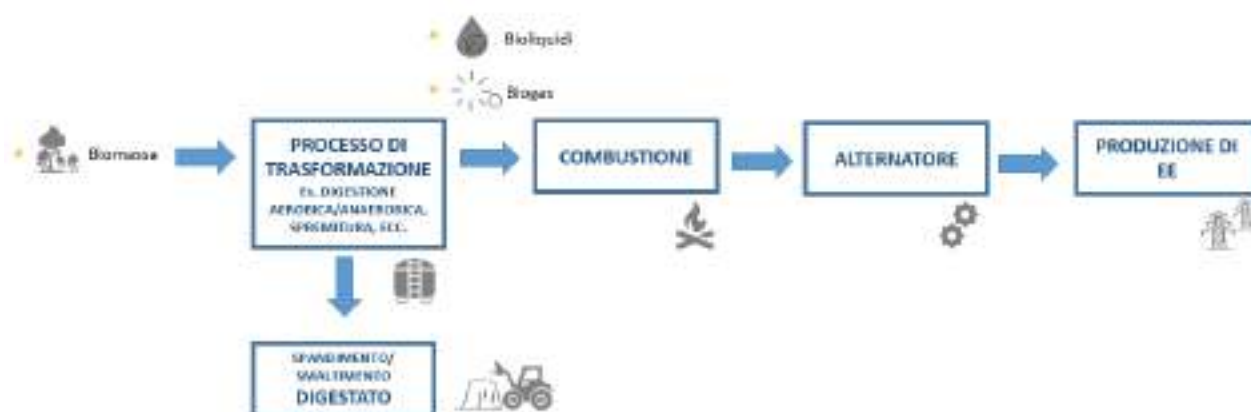 Bioliquidi
Biogas
Biomassa
PROCESSO DI
TRASFORMAZIONE
Es. DIGESTIONE
AEROBICA/ANAEROBICA,
SPREMITURA, ECC.
COMBUSTIONE
ALTERNATORE
PRODUZIONE DI
EE
SPANDIMENTO/
SMALTIMENTO
DIGESTATO